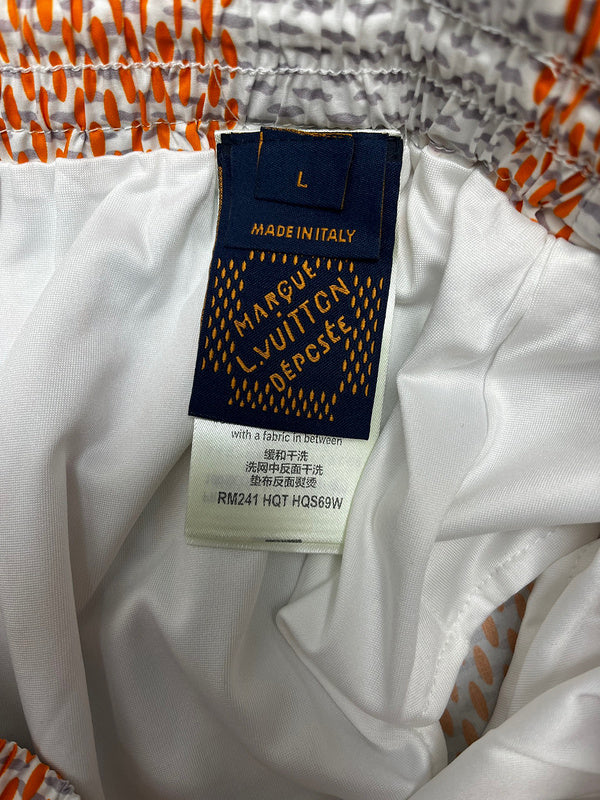 L
MADE IN ITALY
MARQUE
L.VUITTON
DÉPOSÉE
with a fabric in between
缓和干洗
洗网中反面干洗
垫布反面熨烫
RM241 HQT HQS69W